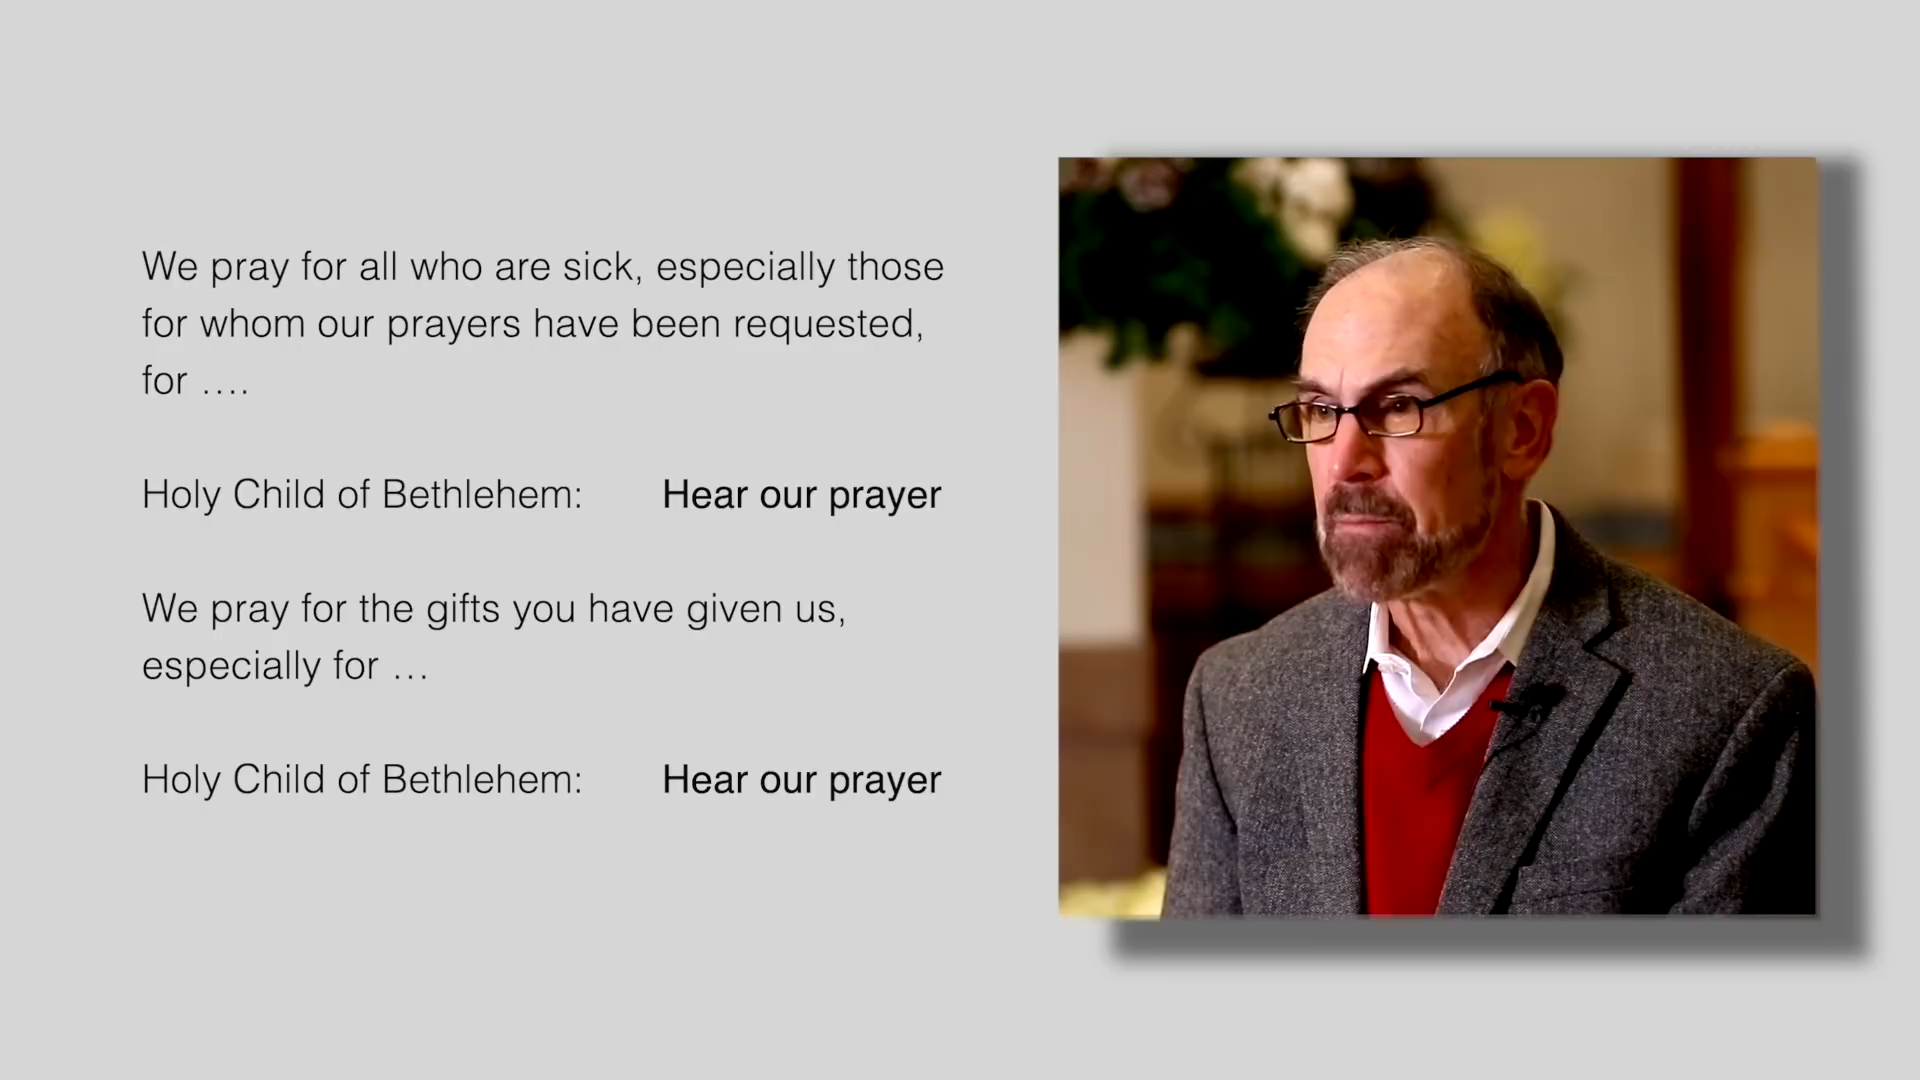 We pray for all who are sick, especially those
for whom our prayers have been requested,
for ….
Holy Child of Bethlehem: Hear our prayer
We pray for the gifts you have given us,
especially for …
Holy Child of Bethlehem: Hear our prayer